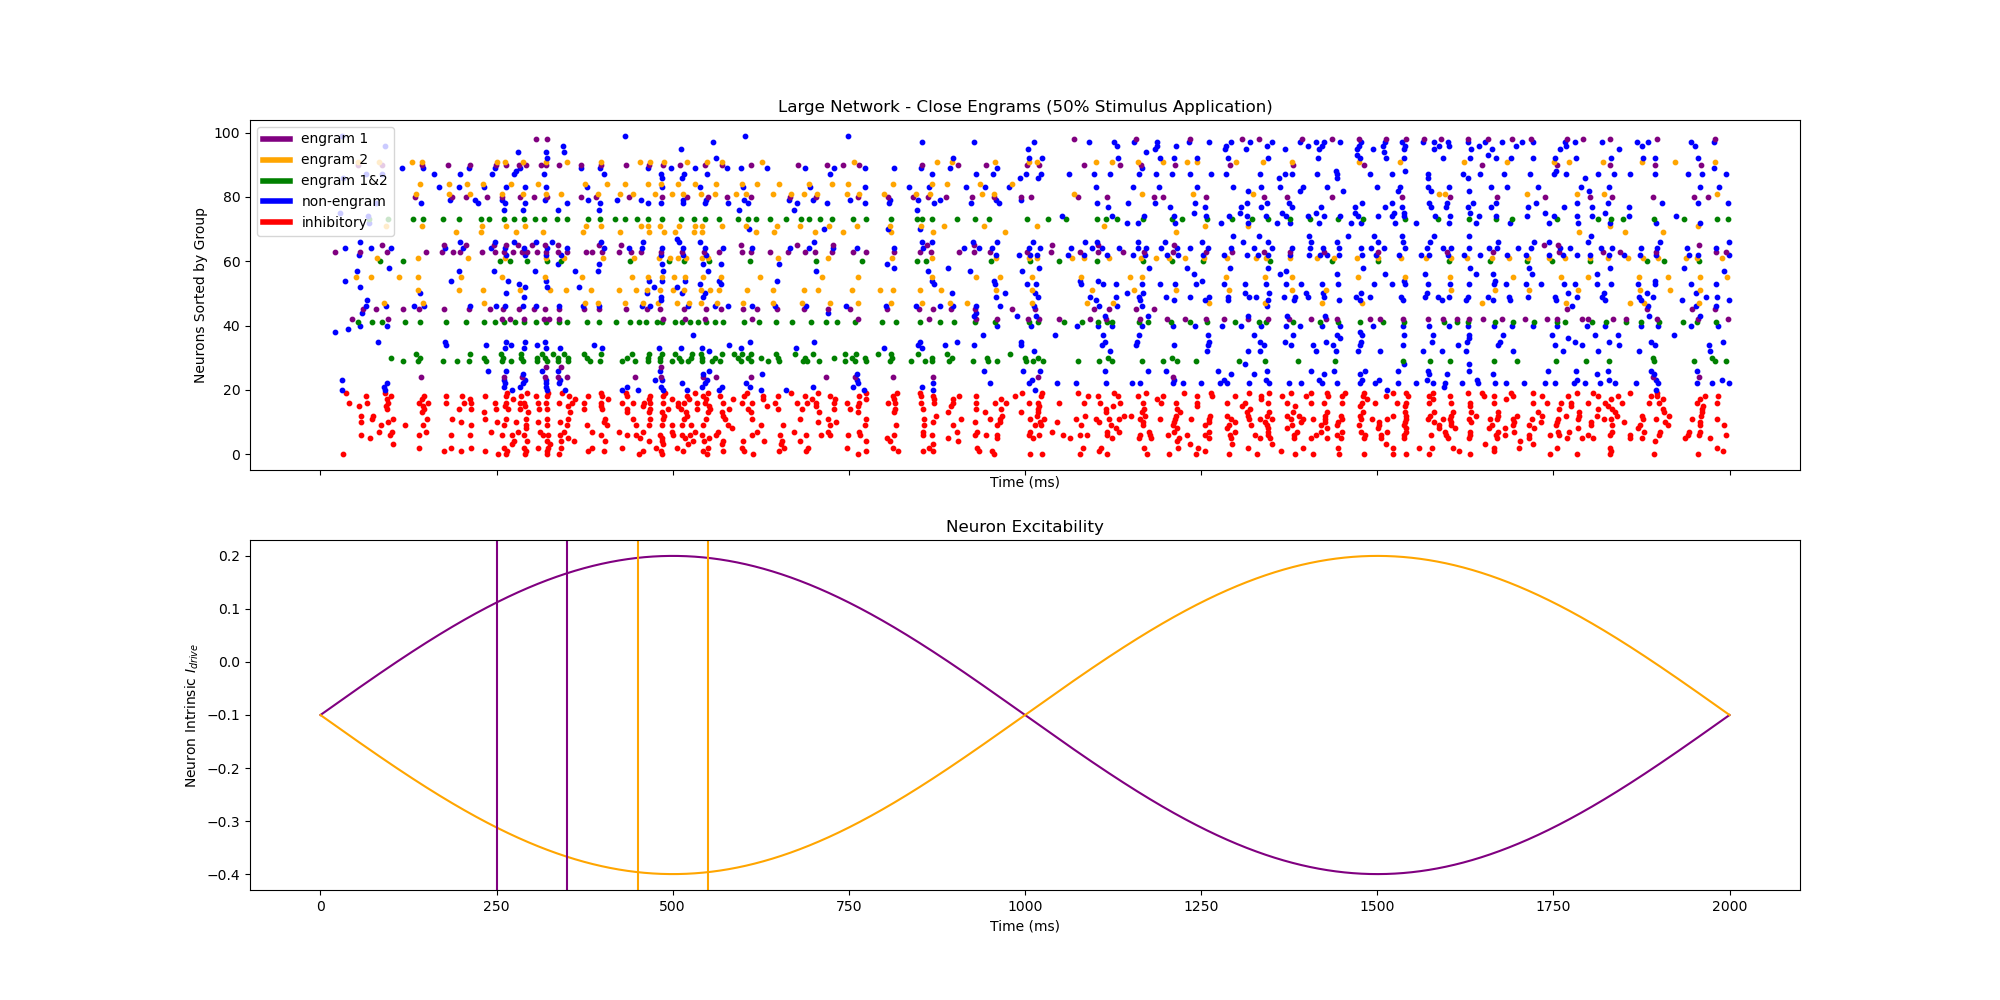 Large Network - Close Engrams (50% Stimulus Application)
engram 1
engram 2
engram 1&2
non-engram
inhibitory
100
80
60
40
20
0
Neurons Sorted by Group
Time (ms)
Neuron Excitability
0.2
0.1
0.0
−0.1
−0.2
−0.3
−0.4
Neuron Intrinsic I_drive
0 250 500 750 1000 1250 1500 1750 2000
Time (ms)